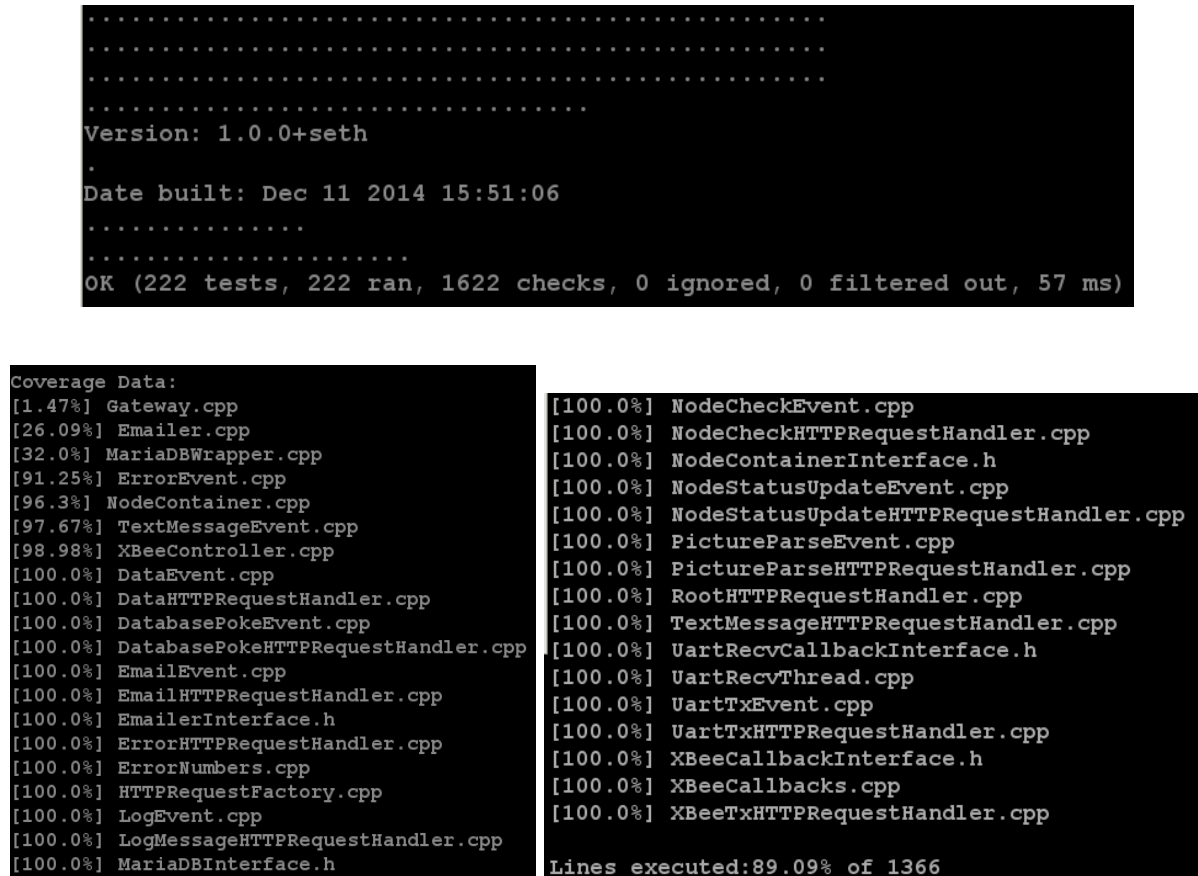 ..................................................
..................................................
..................................................
..................................
Version: 1.0.0+seth
.
Date built: Dec 11 2014 15:51:06
...............
......................
OK (222 tests, 222 ran, 1622 checks, 0 ignored, 0 filtered out, 57 ms)
Coverage Data:
[1.47%] Gateway.cpp
[26.09%] Emailer.cpp
[32.0%] MariaDBWrapper.cpp
[91.25%] ErrorEvent.cpp
[96.3%] NodeContainer.cpp
[97.67%] TextMessageEvent.cpp
[98.98%] XBeeController.cpp
[100.0%] DataEvent.cpp
[100.0%] DataHTTPRequestHandler.cpp
[100.0%] DatabasePokeEvent.cpp
[100.0%] DatabasePokeHTTPRequestHandler.cpp
[100.0%] EmailEvent.cpp
[100.0%] EmailHTTPRequestHandler.cpp
[100.0%] EmailerInterface.h
[100.0%] ErrorHTTPRequestHandler.cpp
[100.0%] ErrorNumbers.cpp
[100.0%] HTTPRequestFactory.cpp
[100.0%] LogEvent.cpp
[100.0%] LogMessageHTTPRequestHandler.cpp
[100.0%] MariaDBInterface.h
[100.0%] NodeCheckEvent.cpp
[100.0%] NodeCheckHTTPRequestHandler.cpp
[100.0%] NodeContainerInterface.h
[100.0%] NodeStatusUpdateEvent.cpp
[100.0%] NodeStatusUpdateHTTPRequestHandler.cpp
[100.0%] PictureParseEvent.cpp
[100.0%] PictureParseHTTPRequestHandler.cpp
[100.0%] RootHTTPRequestHandler.cpp
[100.0%] TextMessageHTTPRequestHandler.cpp
[100.0%] UartRecvCallbackInterface.h
[100.0%] UartRecvThread.cpp
[100.0%] UartTxEvent.cpp
[100.0%] UartTxHTTPRequestHandler.cpp
[100.0%] XBeeCallbackInterface.h
[100.0%] XBeeCallbacks.cpp
[100.0%] XBeeTxHTTPRequestHandler.cpp
Lines executed:89.09% of 1366